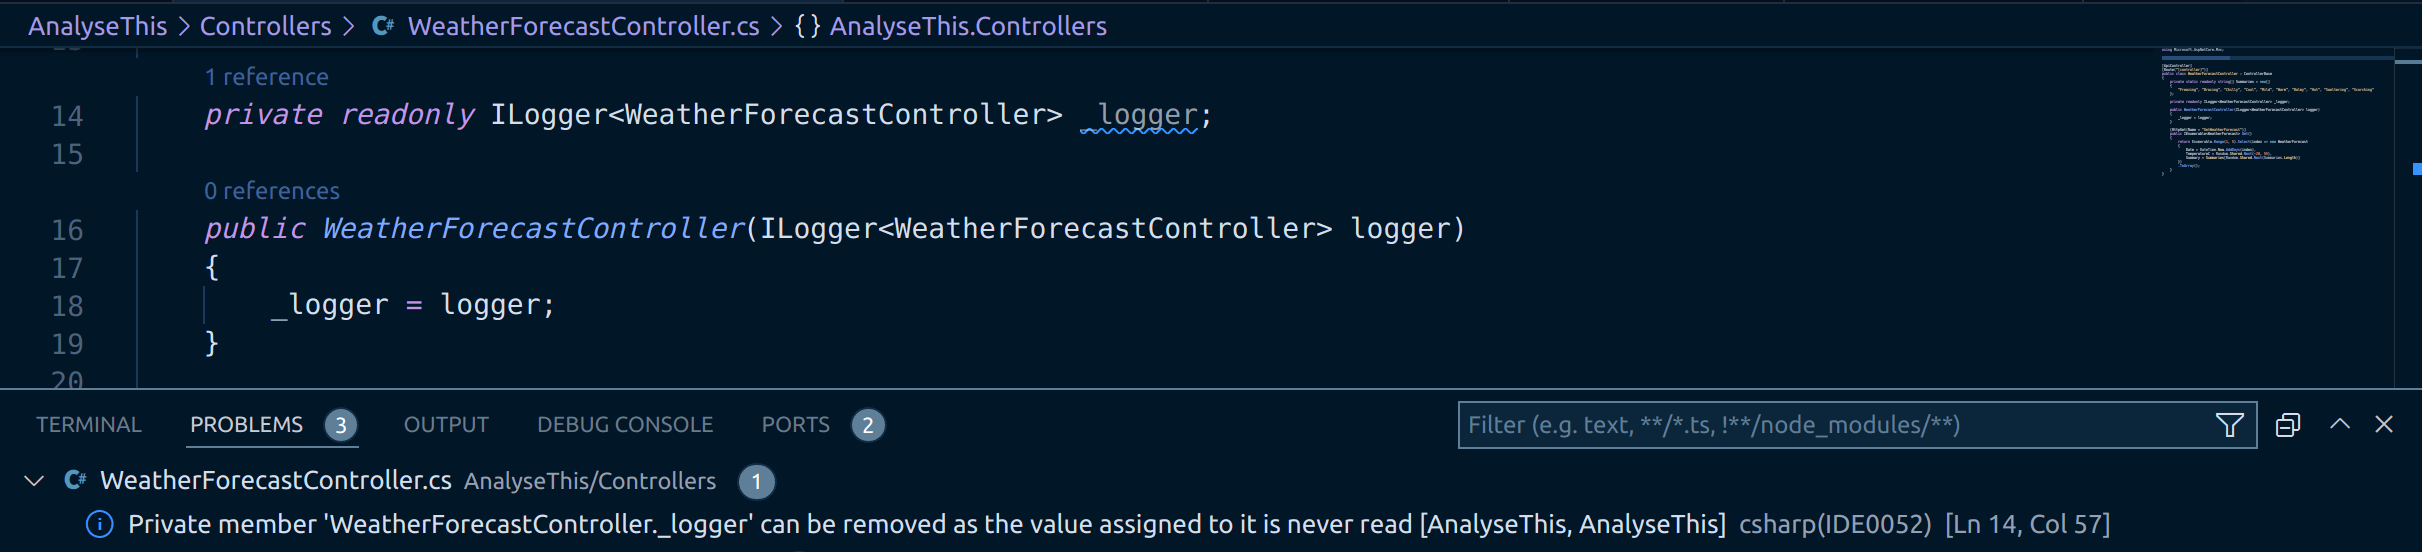 AnalyseThis > Controllers > C# WeatherForecastController.cs > {} AnalyseThis.Controllers
1 reference
14 private readonly ILogger<WeatherForecastController> _logger;
15
0 references
16 public WeatherForecastController(ILogger<WeatherForecastController> logger)
17 {
18 _logger = logger;
19 }
20
TERMINAL PROBLEMS 3 OUTPUT DEBUG CONSOLE PORTS 2 Filter (e.g. text, **/*.ts, !**/node_modules/**)
C# WeatherForecastController.cs AnalyseThis/Controllers 1
Private member 'WeatherForecastController._logger' can be removed as the value assigned to it is never read [AnalyseThis, AnalyseThis] csharp(IDE0052) [Ln 14, Col 57]